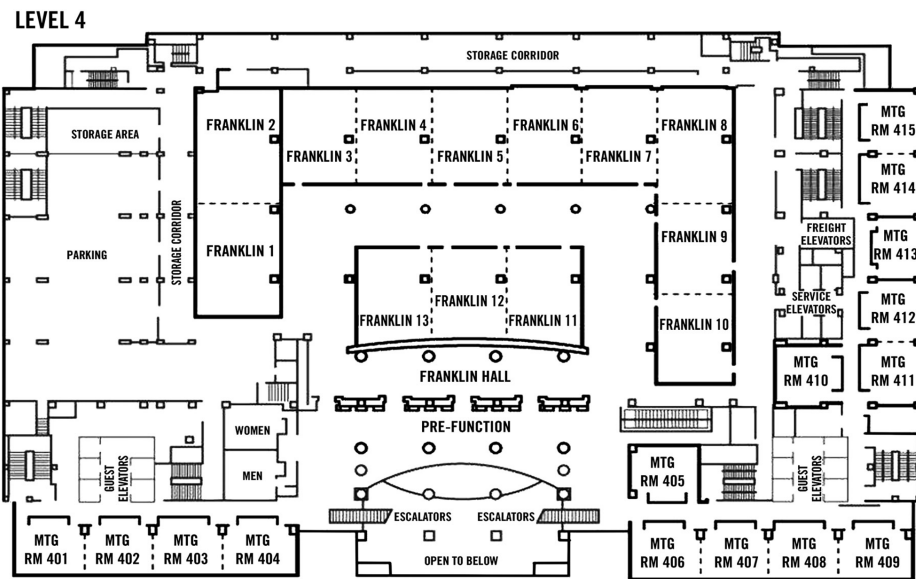 LEVEL 4
STORAGE CORRIDOR
STORAGE AREA
PARKING
STORAGE CORRIDOR
FRANKLIN 2
FRANKLIN 1
FRANKLIN 3
FRANKLIN 4
FRANKLIN 5
FRANKLIN 6
FRANKLIN 7
FRANKLIN 8
FRANKLIN 9
FRANKLIN 10
FRANKLIN 13
FRANKLIN 12
FRANKLIN 11
FRANKLIN HALL
PRE-FUNCTION
MTG
RM 415
MTG
RM 414
FREIGHT
ELEVATORS
MTG
RM 413
SERVICE
ELEVATORS
MTG
RM 412
MTG
RM 410
MTG
RM 411
WOMEN
MEN
GUEST
ELEVATORS
MTG
RM 405
GUEST
ELEVATORS
ESCALATORS
ESCALATORS
OPEN TO BELOW
MTG
RM 401
MTG
RM 402
MTG
RM 403
MTG
RM 404
MTG
RM 406
MTG
RM 407
MTG
RM 408
MTG
RM 409